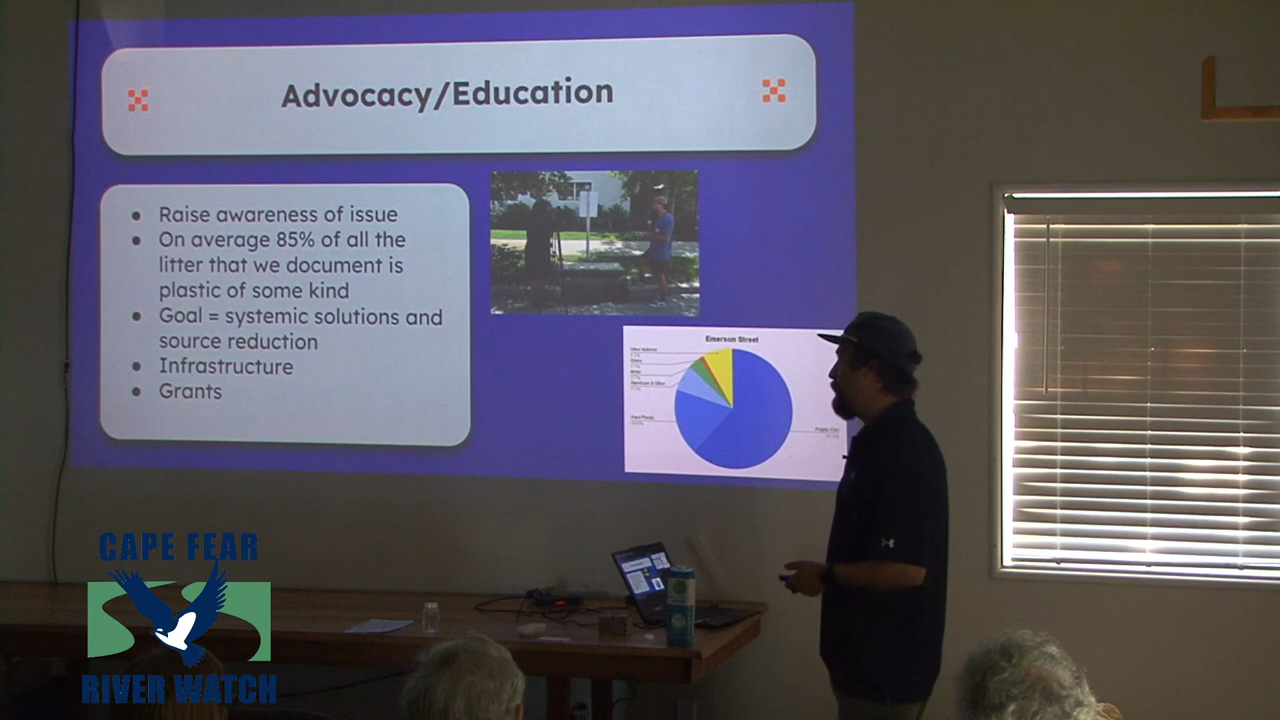 Advocacy/Education
● Raise awareness of issue
● On average 85% of all the
litter that we document is
plastic of some kind
● Goal = systemic solutions and
source reduction
● Infrastructure
● Grants
Emerson Street
CAPE FEAR
RIVER WATCH